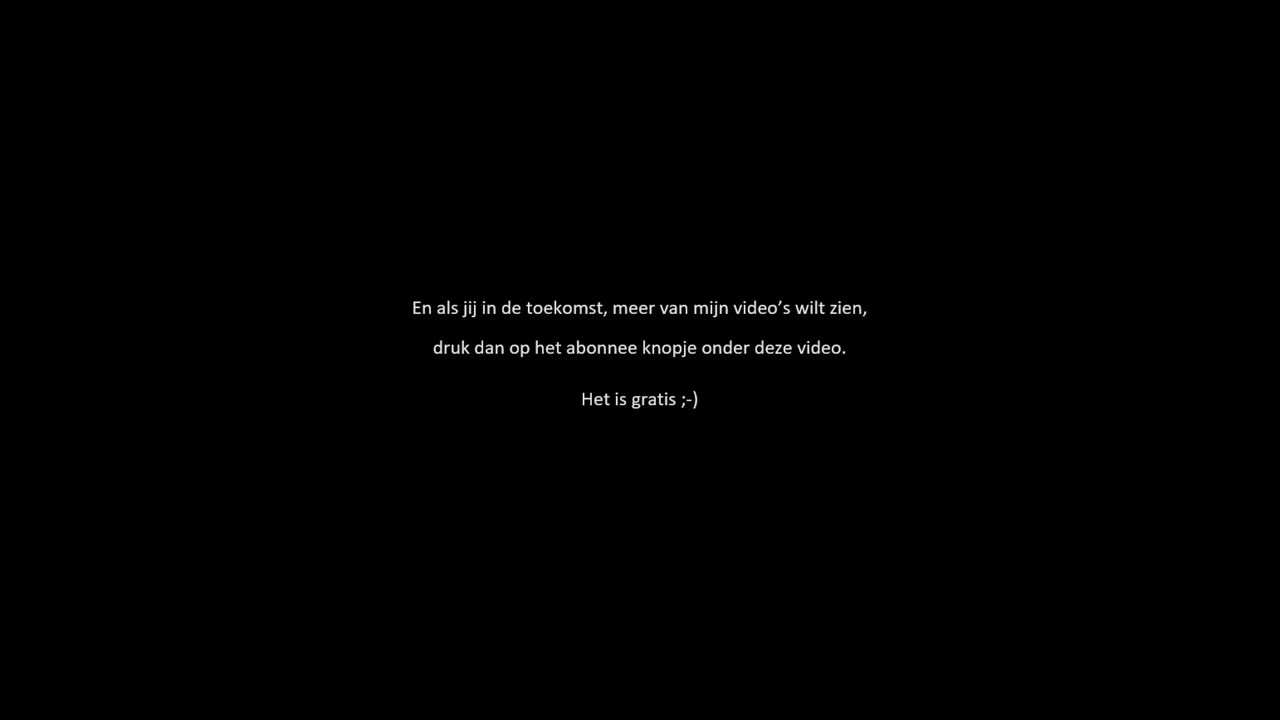 En als jij in de toekomst, meer van mijn video’s wilt zien,
druk dan op het abonnee knopje onder deze video.
Het is gratis ;-)